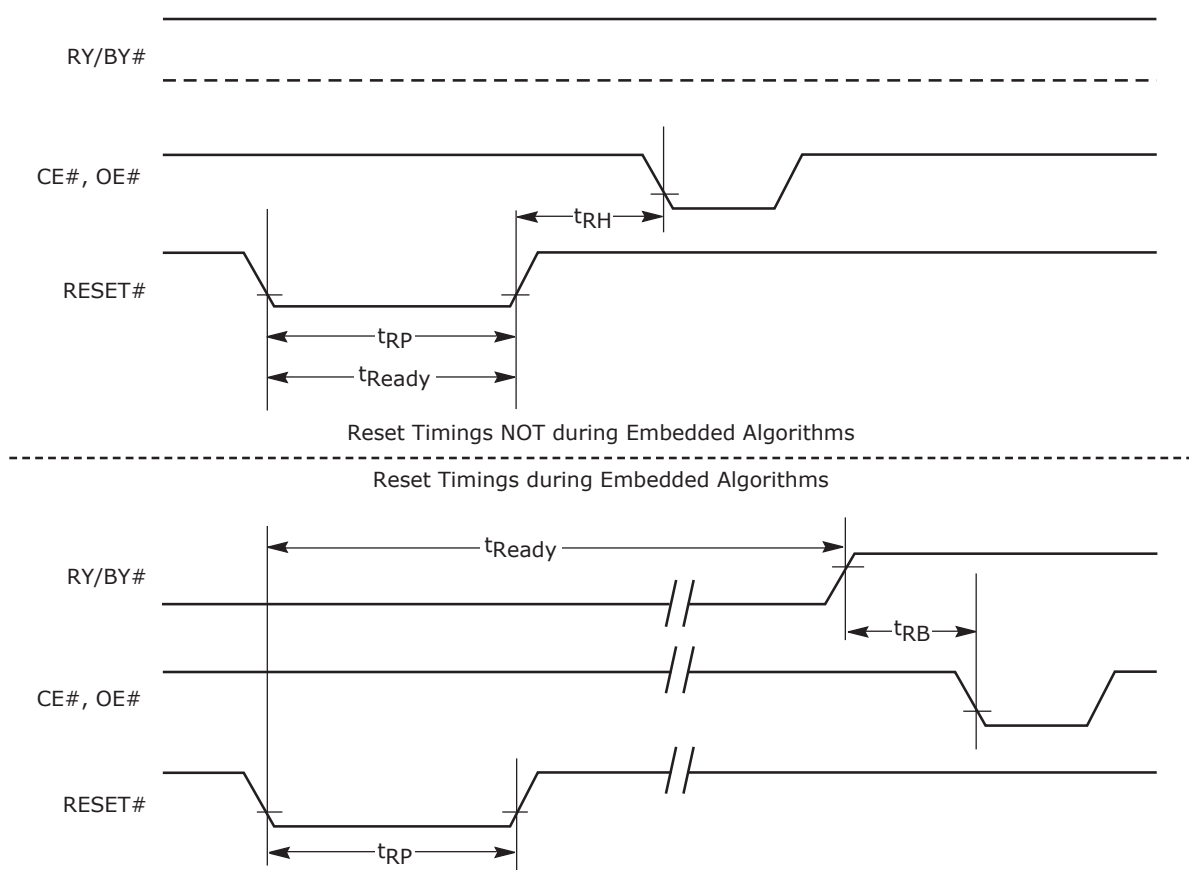 RY/BY#
CE#, OE#
tRH
RESET#
tRP
tReady
Reset Timings NOT during Embedded Algorithms
Reset Timings during Embedded Algorithms
tReady
RY/BY#
tRB
CE#, OE#
RESET#
tRP